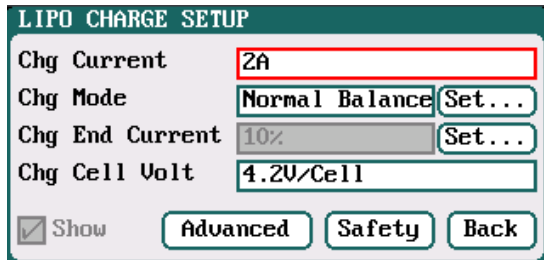 LIPO CHARGE SETUP
Chg Current 2A
Chg Mode Normal Balance Set...
Chg End Current 10% Set...
Chg Cell Volt 4.2V/Cell
Show Advanced Safety Back